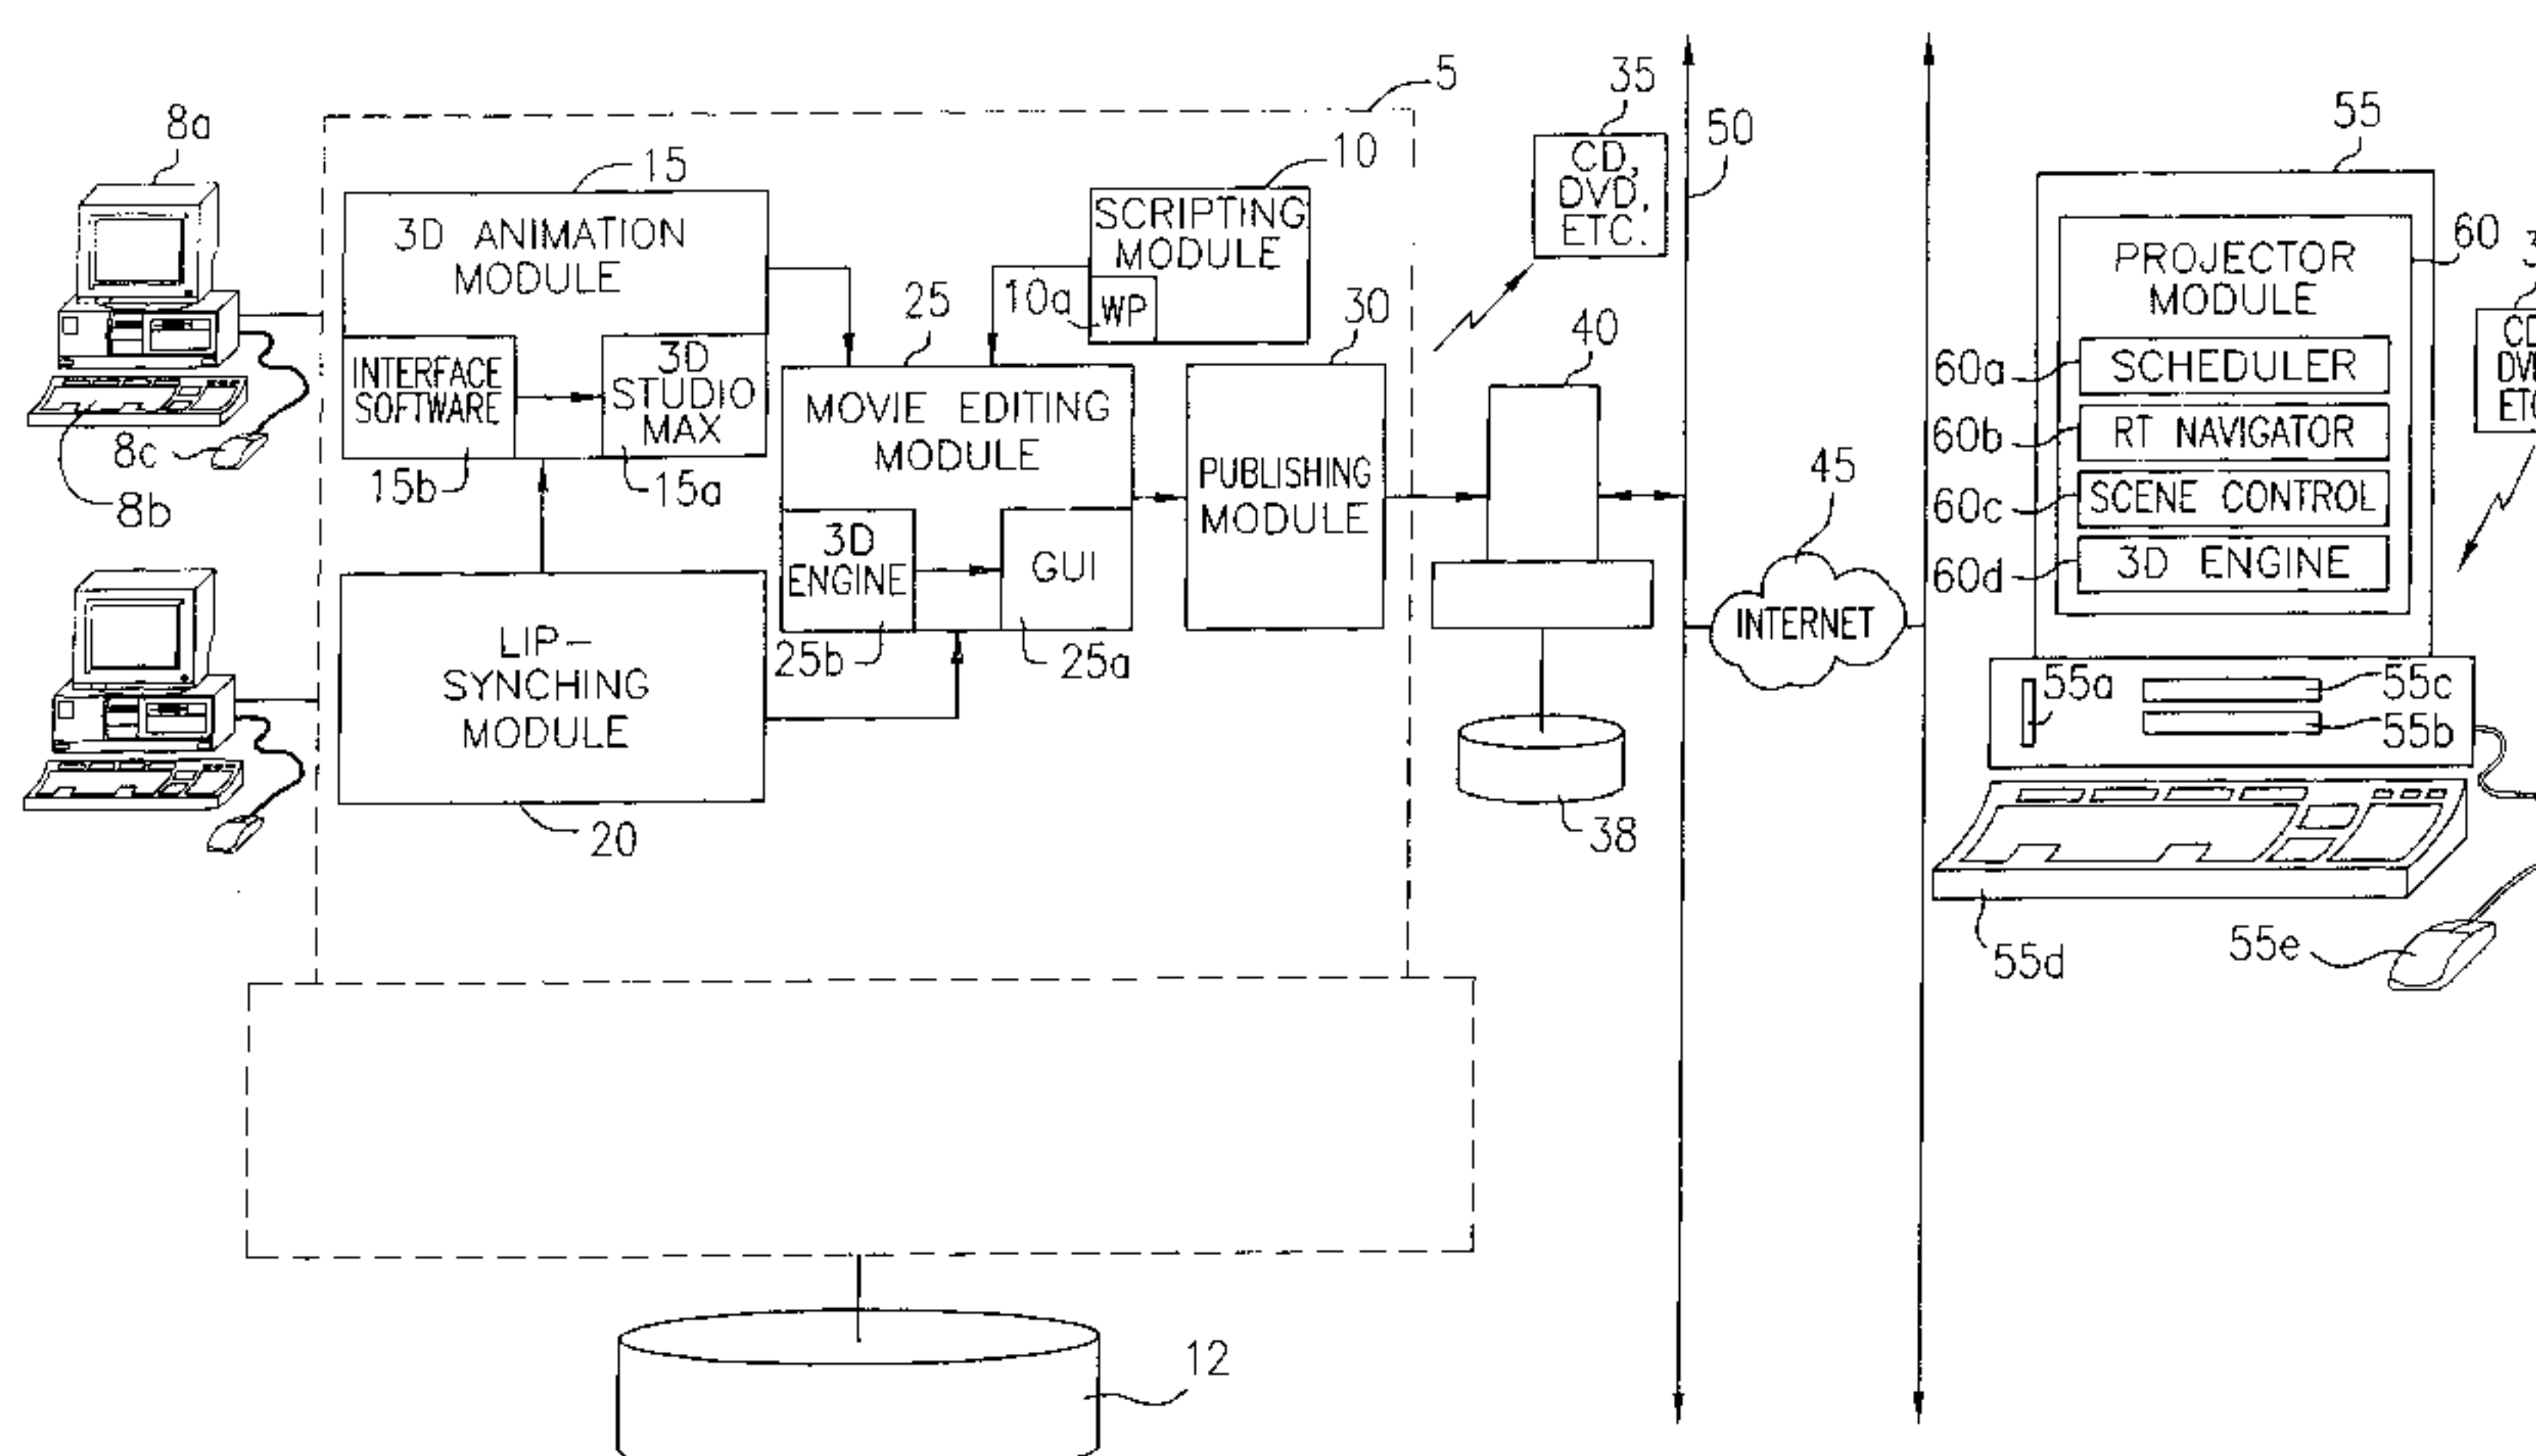 5
8a
15
3D ANIMATION
MODULE
INTERFACE
SOFTWARE
3D
STUDIO
MAX
15b
15a
8c
8b
10
SCRIPTING
MODULE
10a
WP
25
MOVIE EDITING
MODULE
3D
ENGINE
GUI
25b
25a
30
PUBLISHING
MODULE
LIP-
SYNCHING
MODULE
20
35
CD,
DVD,
ETC.
40
38
50
45
INTERNET
55
60
PROJECTOR
MODULE
60a
SCHEDULER
60b
RT NAVIGATOR
60c
SCENE CONTROL
60d
3D ENGINE
55a
55c
55b
55d
55e
12